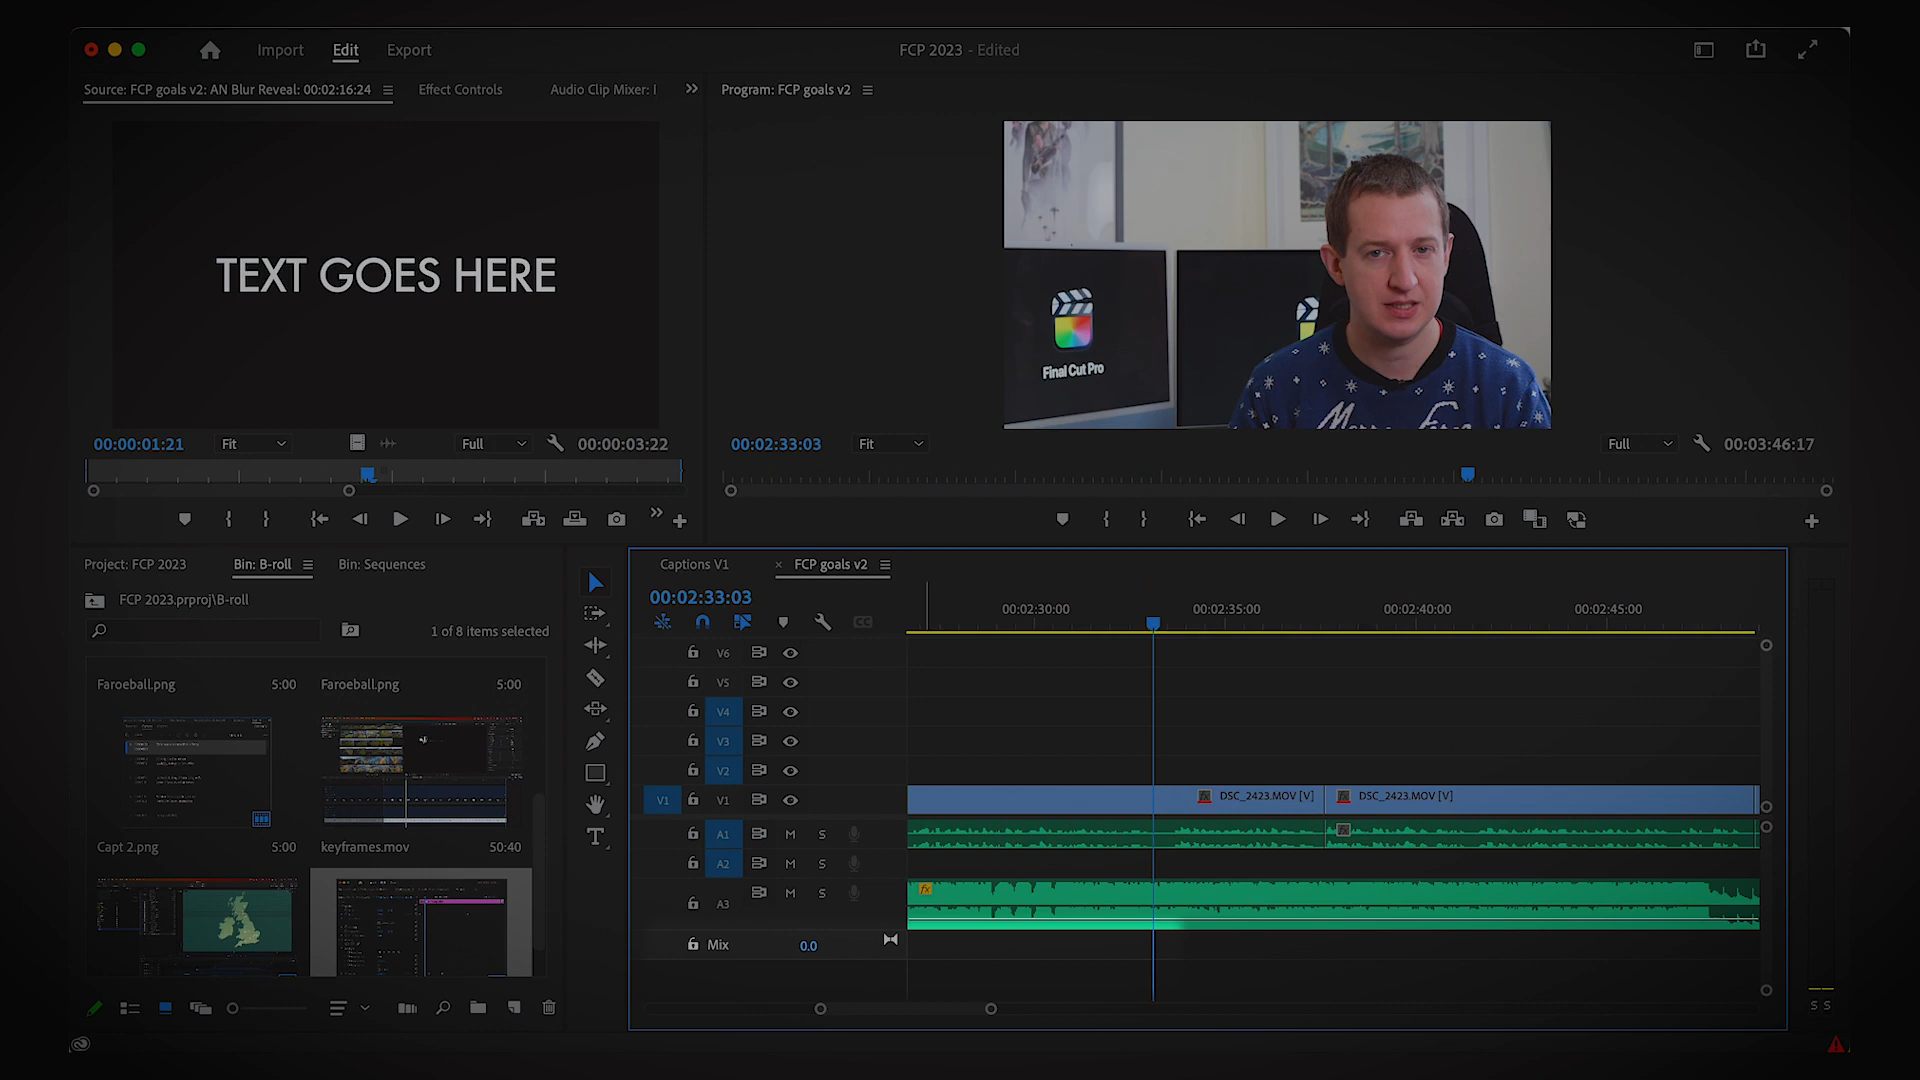 Import Edit Export FCP 2023 - Edited
Source: FCP goals v2: AN Blur Reveal: 00:02:16:24 Effect Controls Audio Clip Mixer: Program: FCP goals v2
TEXT GOES HERE
Final Cut Pro
00:00:01:21 Fit Full 00:00:03:22 00:02:33:03 Fit Full 00:03:46:17
Project: FCP 2023 Bin: B-roll Bin: Sequences Captions V1 × FCP goals v2
FCP 2023.prproj\B-roll
1 of 8 items selected
00:02:33:03
00:02:30:00 00:02:35:00 00:02:40:00 00:02:45:00
CC
V6
Faroeball.png 5:00 Faroeball.png 5:00
V5
V4
V3
V2
V1 V1 DSC_2423.MOV [V] DSC_2423.MOV [V]
A1 M S
Capt 2.png 5:00 keyframes.mov 50:40
A2 M S
A3 M S fx
Mix 0.0
S S